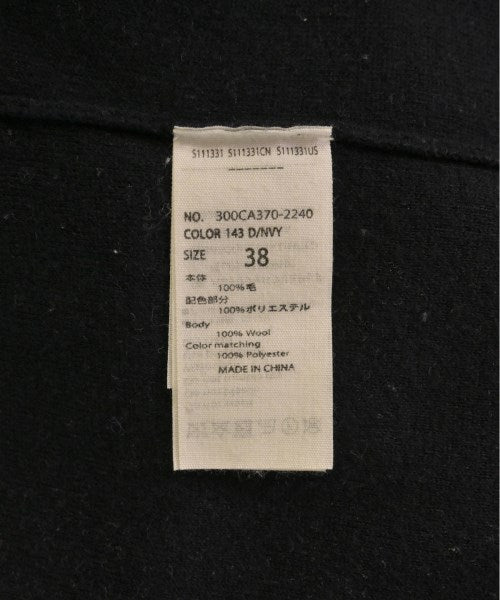 S111331 S111331CN S111331US
NO. 300CA370-2240
COLOR 143 D/NVY
SIZE 38
本体
100%毛
配色部分
100%ポリエステル
Body
100% Wool
Color matching
100% Polyester
MADE IN CHINA